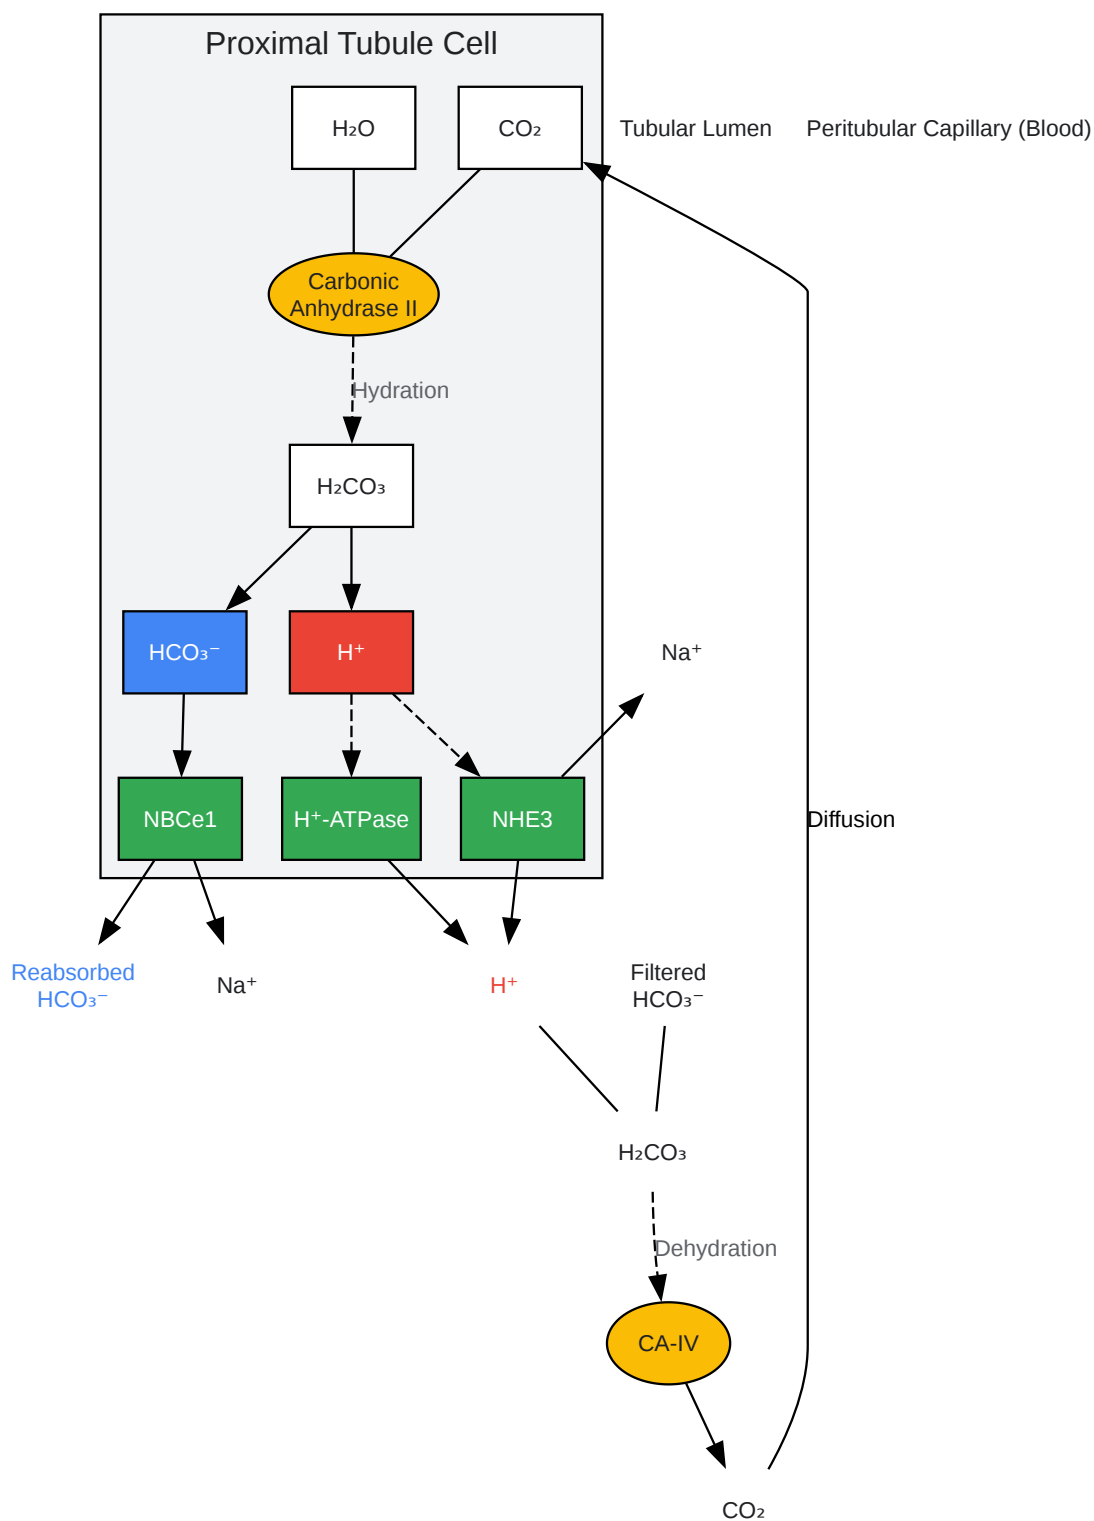 Proximal Tubule Cell
H₂O
CO₂
Tubular Lumen
Peritubular Capillary (Blood)
Carbonic
Anhydrase II
Hydration
H₂CO₃
HCO₃⁻
H⁺
Na⁺
NBCe1
H⁺-ATPase
NHE3
Diffusion
Reabsorbed
HCO₃⁻
Na⁺
H⁺
Filtered
HCO₃⁻
H₂CO₃
Dehydration
CA-IV
CO₂